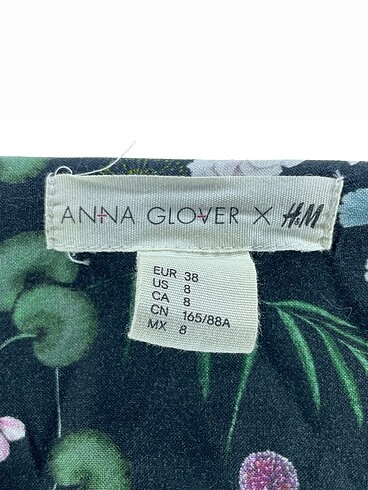 ANNA GLOVER X H&M
EUR 38
US 8
CA 8
CN 165/88A
MX 8